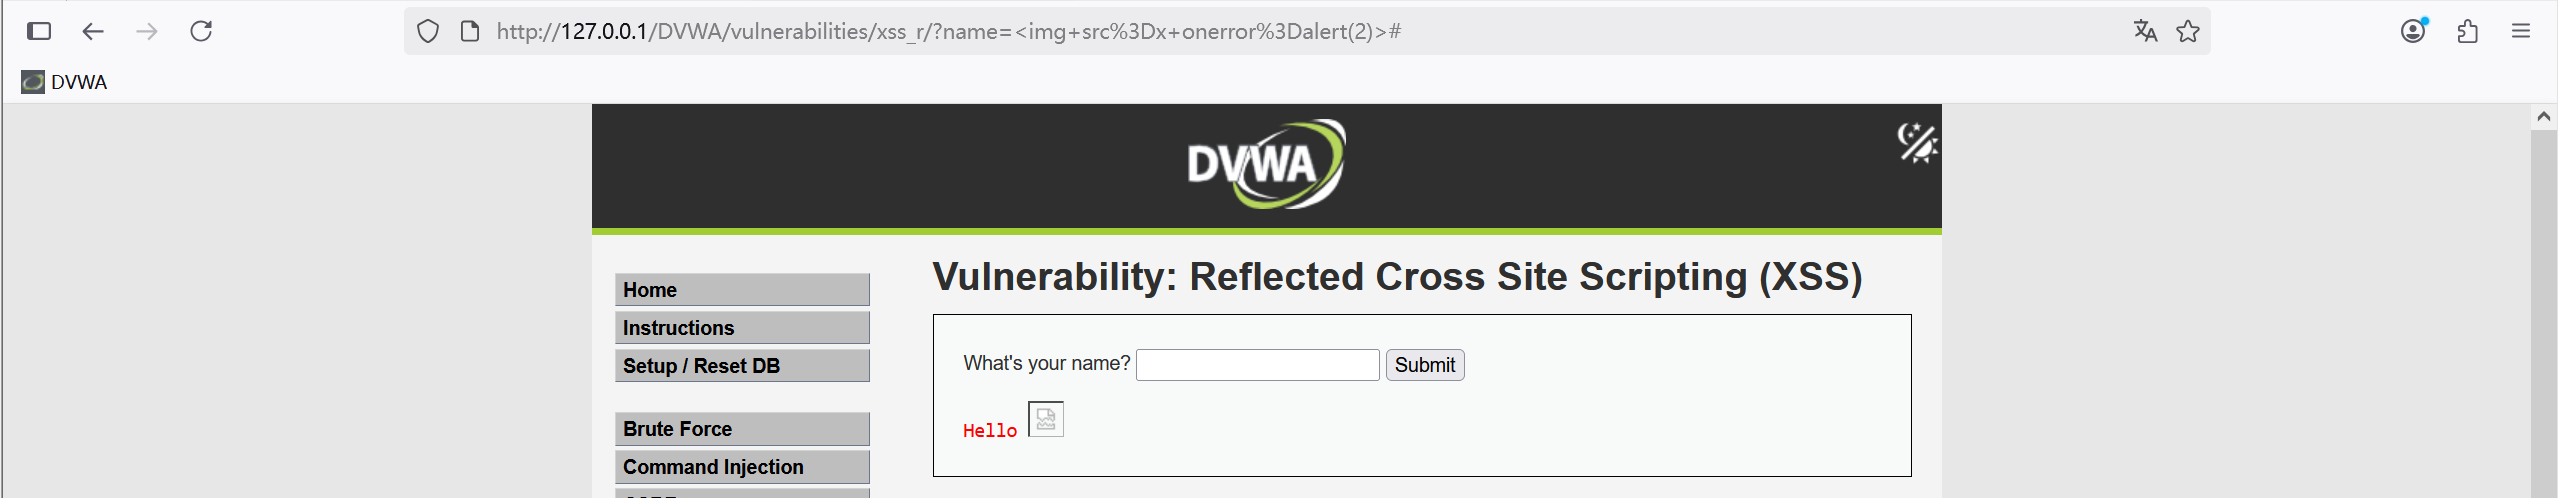 http://127.0.0.1/DVWA/vulnerabilities/xss_r/?name=<img+src%3Dx+onerror%3Dalert(2)>#
DVWA
DVWA
Vulnerability: Reflected Cross Site Scripting (XSS)
Home
Instructions
Setup / Reset DB
What's your name? Submit
Hello
Brute Force
Command Injection